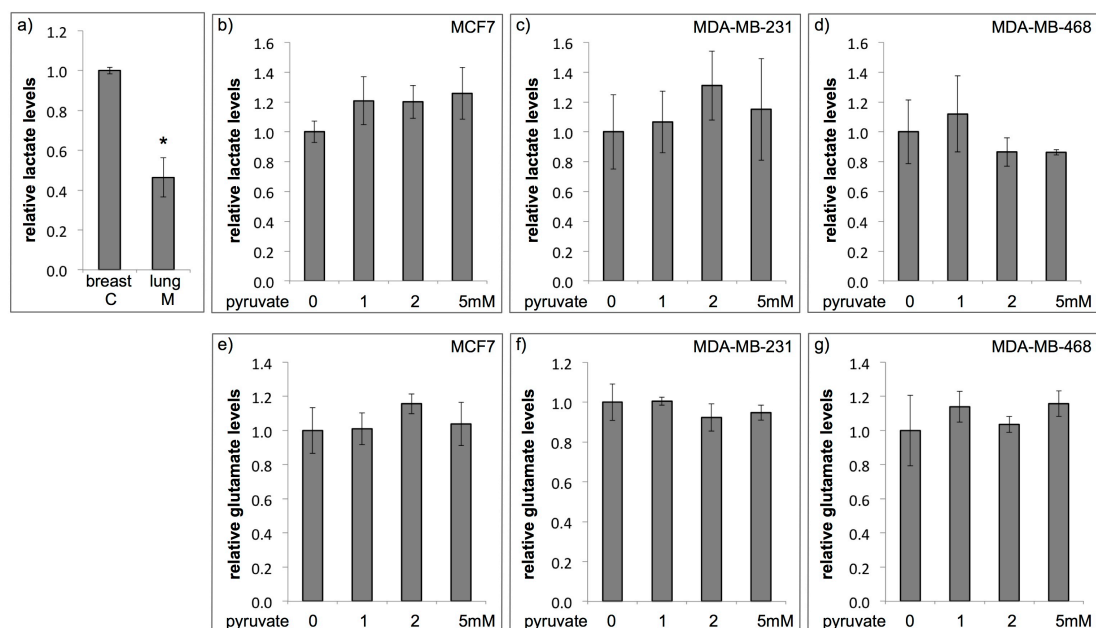 a)
relative lactate levels
1.2
1.0
0.8
0.6
0.4
0.2
0.0
*
breast lung
C M
b) MCF7
relative lactate levels
1.6
1.4
1.2
1.0
0.8
0.6
0.4
0.2
0.0
pyruvate 0 1 2 5mM
c) MDA-MB-231
relative lactate levels
1.6
1.4
1.2
1.0
0.8
0.6
0.4
0.2
0.0
pyruvate 0 1 2 5mM
d) MDA-MB-468
relative lactate levels
1.6
1.4
1.2
1.0
0.8
0.6
0.4
0.2
0.0
pyruvate 0 1 2 5mM
e) MCF7
relative glutamate levels
1.4
1.2
1.0
0.8
0.6
0.4
0.2
0.0
pyruvate 0 1 2 5mM
f) MDA-MB-231
relative glutamate levels
1.2
1.0
0.8
0.6
0.4
0.2
0.0
pyruvate 0 1 2 5mM
g) MDA-MB-468
relative glutamate levels
1.4
1.2
1.0
0.8
0.6
0.4
0.2
0.0
pyruvate 0 1 2 5mM